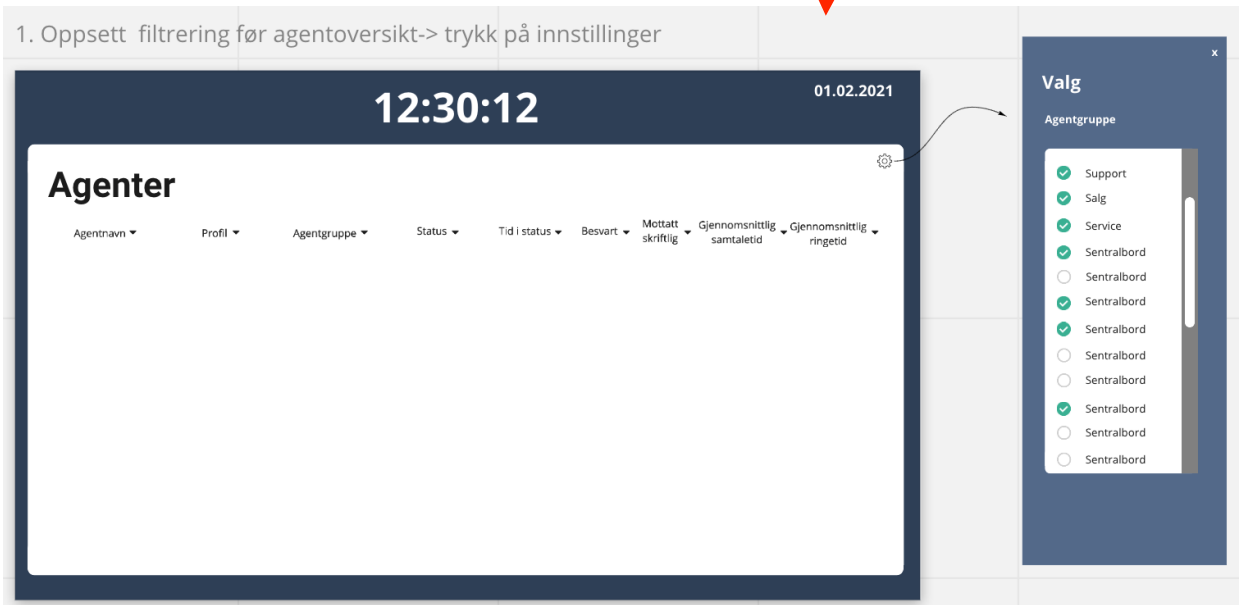 1. Oppsett filtrering før agentoversikt-> trykk på innstillinger
12:30:12
01.02.2021
Agenter
Agentnavn
Profil
Agentgruppe
Status
Tid i status
Besvart
Mottatt
skriftlig
Gjennomsnittlig
samtaletid
Gjennomsnittlig
ringetid
x
Valg
Agentgruppe
Support
Salg
Service
Sentralbord
Sentralbord
Sentralbord
Sentralbord
Sentralbord
Sentralbord
Sentralbord
Sentralbord
Sentralbord